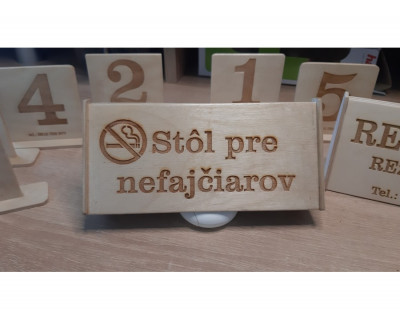 4
2
1
5
Stôl pre
nefajčiarov
RE
RE
Tel.: